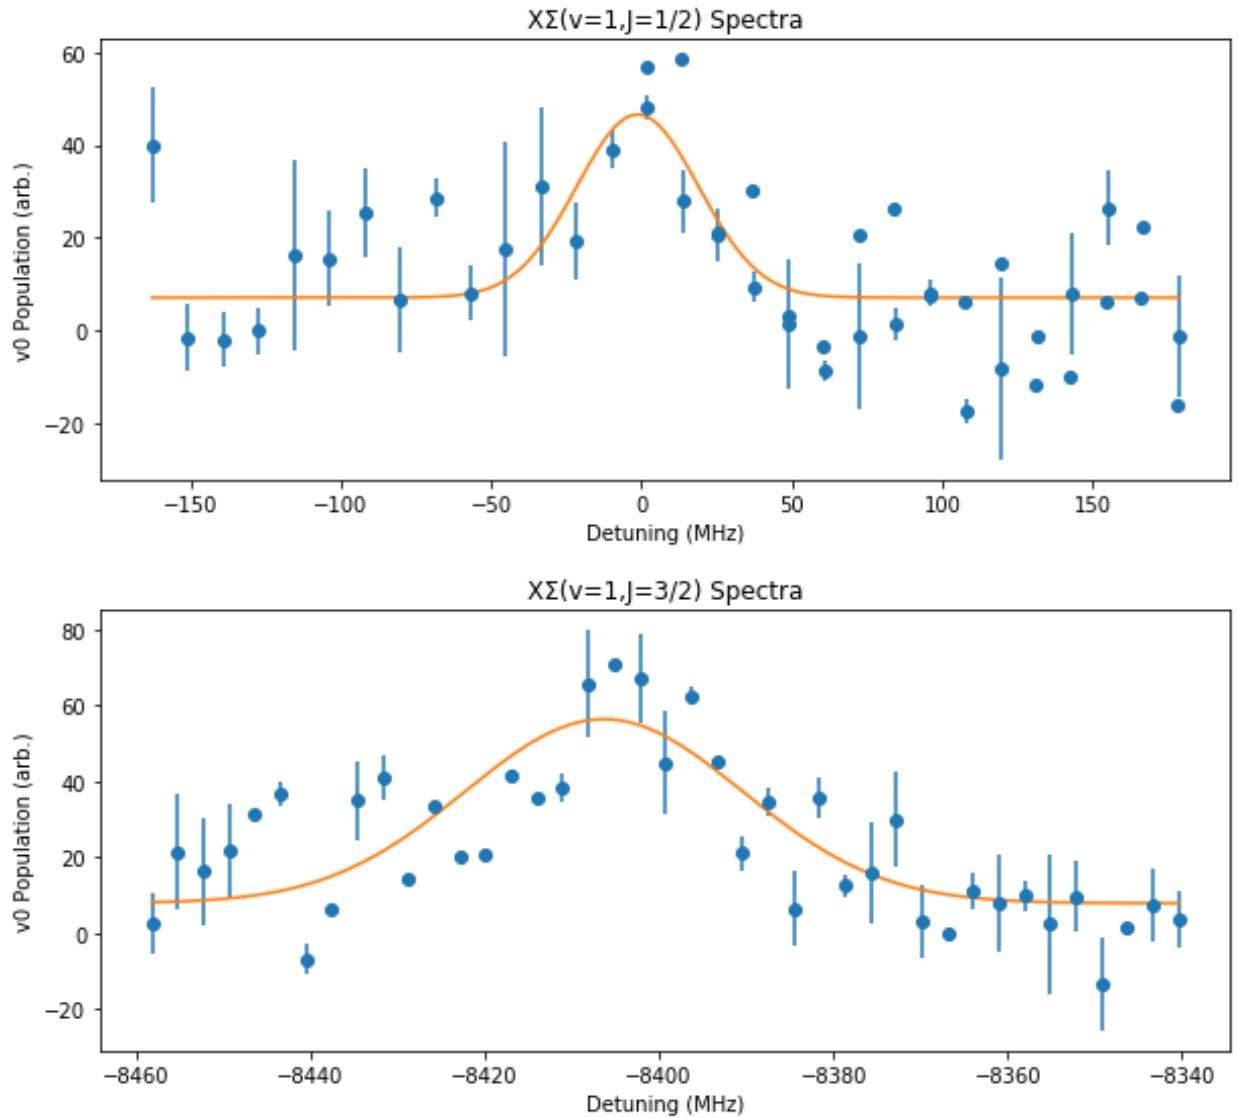 XΣ(v=1,J=1/2) Spectra
v0 Population (arb.)
60
40
20
0
−20
−150 −100 −50 0 50 100 150
Detuning (MHz)
XΣ(v=1,J=3/2) Spectra
v0 Population (arb.)
80
60
40
20
0
−20
−8460 −8440 −8420 −8400 −8380 −8360 −8340
Detuning (MHz)